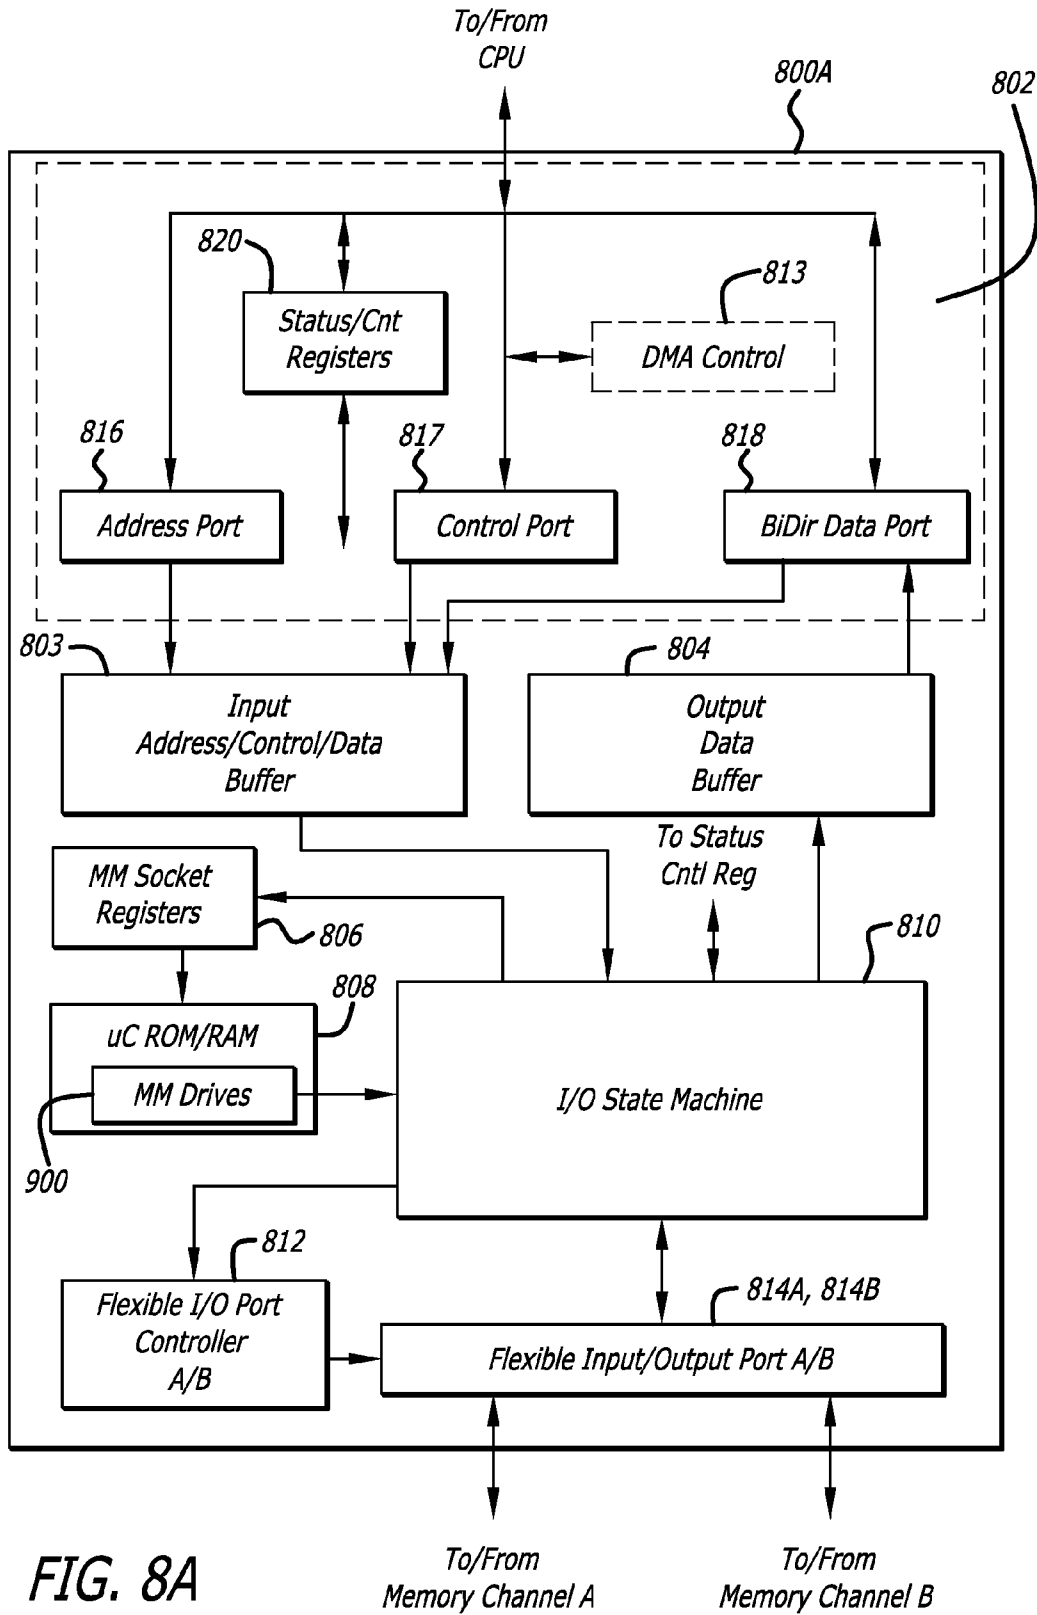 To/From
CPU
800A
802
820
Status/Cnt
Registers
813
DMA Control
816
Address Port
817
Control Port
818
BiDir Data Port
803
Input
Address/Control/Data
Buffer
804
Output
Data
Buffer
To Status
Cntl Reg
MM Socket
Registers
806
810
808
uC ROM/RAM
MM Drives
900
I/O State Machine
812
Flexible I/O Port
Controller
A/B
814A, 814B
Flexible Input/Output Port A/B
To/From
Memory Channel A
To/From
Memory Channel B
FIG. 8A